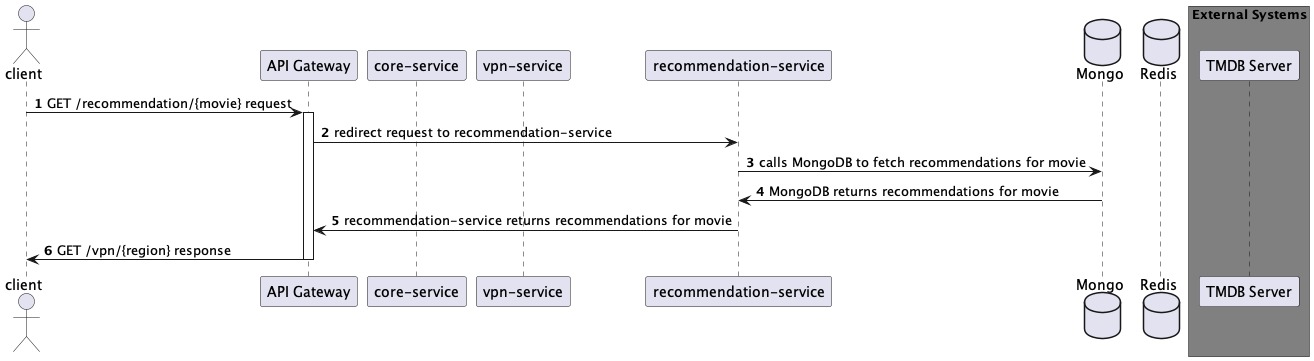 External Systems
client
API Gateway
core-service
vpn-service
recommendation-service
Mongo
Redis
TMDB Server
1 GET /recommendation/{movie} request
2 redirect request to recommendation-service
3 calls MongoDB to fetch recommendations for movie
4 MongoDB returns recommendations for movie
5 recommendation-service returns recommendations for movie
6 GET /vpn/{region} response
client
API Gateway
core-service
vpn-service
recommendation-service
Mongo
Redis
TMDB Server